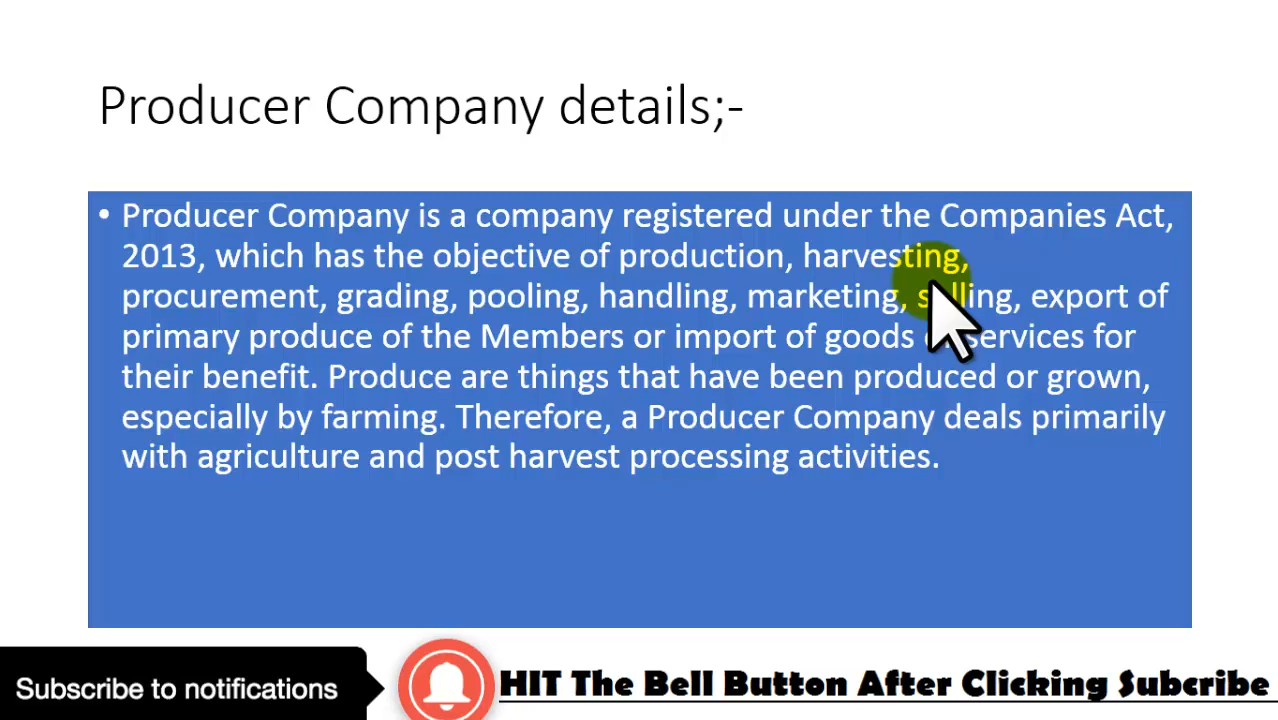 Producer Company details;-
• Producer Company is a company registered under the Companies Act,
2013, which has the objective of production, harvesting,
procurement, grading, pooling, handling, marketing, selling, export of
primary produce of the Members or import of goods or services for
their benefit. Produce are things that have been produced or grown,
especially by farming. Therefore, a Producer Company deals primarily
with agriculture and post harvest processing activities.
Subscribe to notifications
HIT The Bell Button After Clicking Subcribe